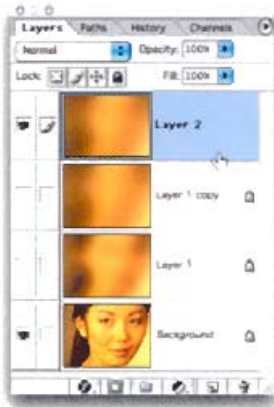 Layers Paths History Channels
Normal Opacity: 100%
Lock: Fill: 100%
Layer 2
Layer 1 copy
Layer 1
Background